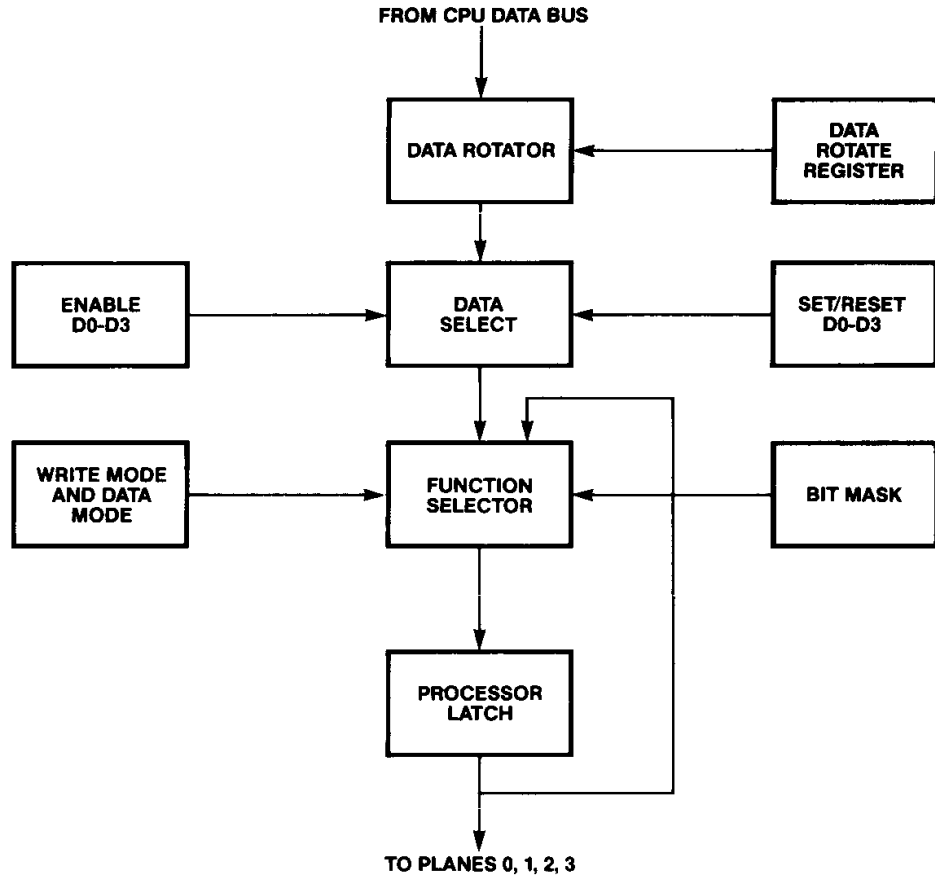 FROM CPU DATA BUS
DATA ROTATOR
DATA
ROTATE
REGISTER
ENABLE
D0-D3
DATA
SELECT
SET/RESET
D0-D3
WRITE MODE
AND DATA
MODE
FUNCTION
SELECTOR
BIT MASK
PROCESSOR
LATCH
TO PLANES 0, 1, 2, 3